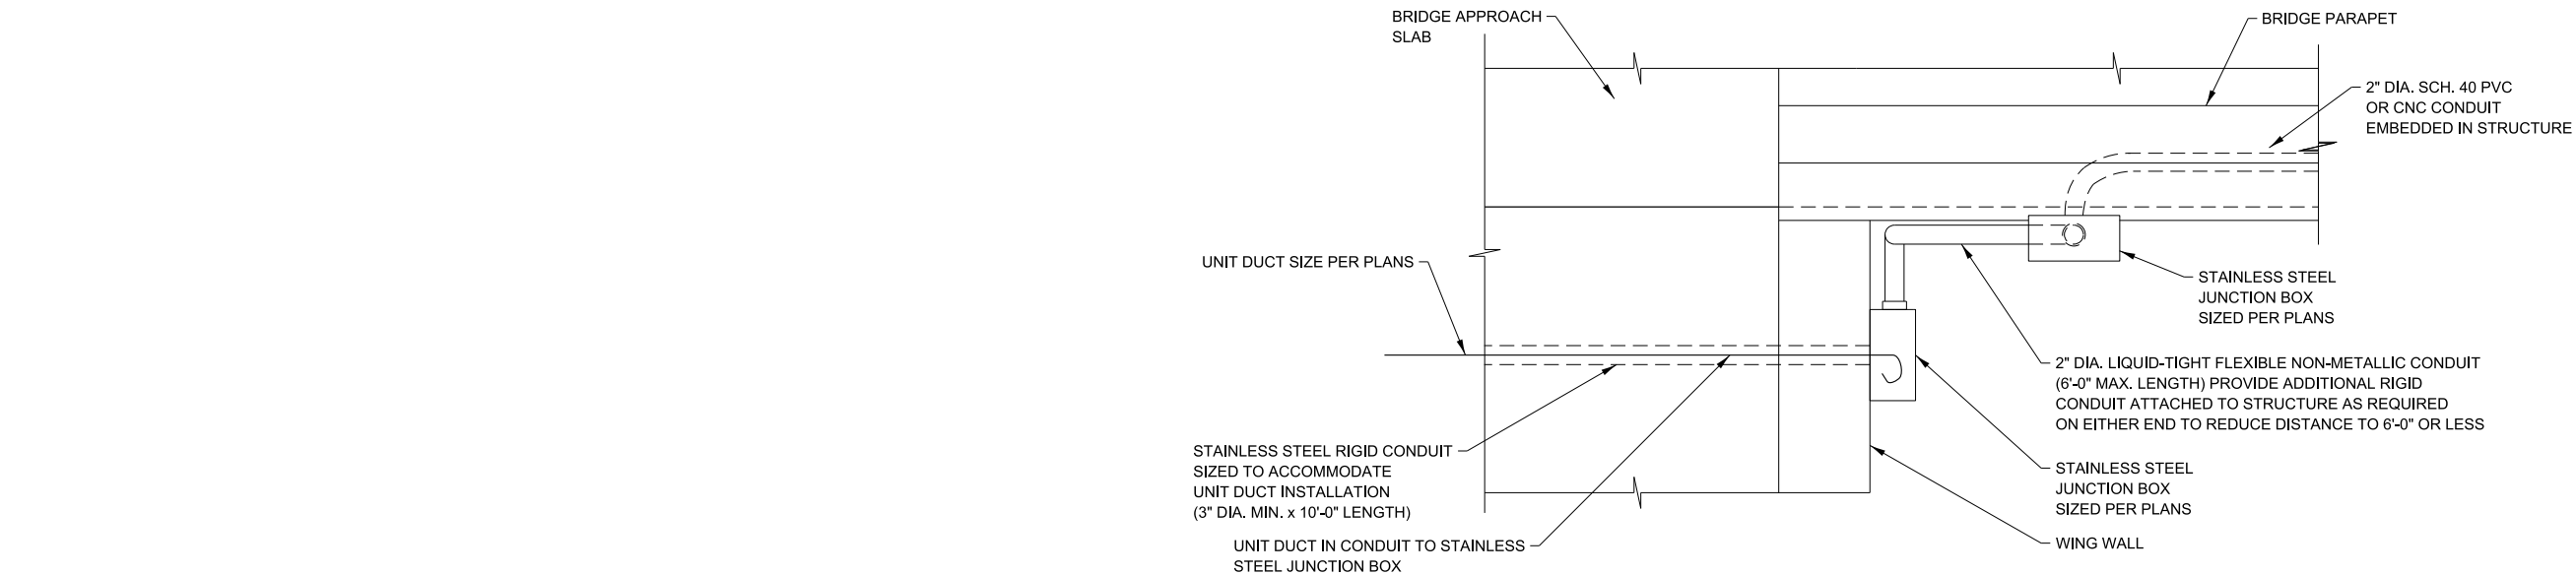 BRIDGE APPROACH
SLAB
BRIDGE PARAPET
2" DIA. SCH. 40 PVC
OR CNC CONDUIT
EMBEDDED IN STRUCTURE
UNIT DUCT SIZE PER PLANS
STAINLESS STEEL
JUNCTION BOX
SIZED PER PLANS
2" DIA. LIQUID-TIGHT FLEXIBLE NON-METALLIC CONDUIT
(6'-0" MAX. LENGTH) PROVIDE ADDITIONAL RIGID
CONDUIT ATTACHED TO STRUCTURE AS REQUIRED
ON EITHER END TO REDUCE DISTANCE TO 6'-0" OR LESS
STAINLESS STEEL RIGID CONDUIT
SIZED TO ACCOMMODATE
UNIT DUCT INSTALLATION
(3" DIA. MIN. x 10'-0" LENGTH)
STAINLESS STEEL
JUNCTION BOX
SIZED PER PLANS
UNIT DUCT IN CONDUIT TO STAINLESS
STEEL JUNCTION BOX
WING WALL